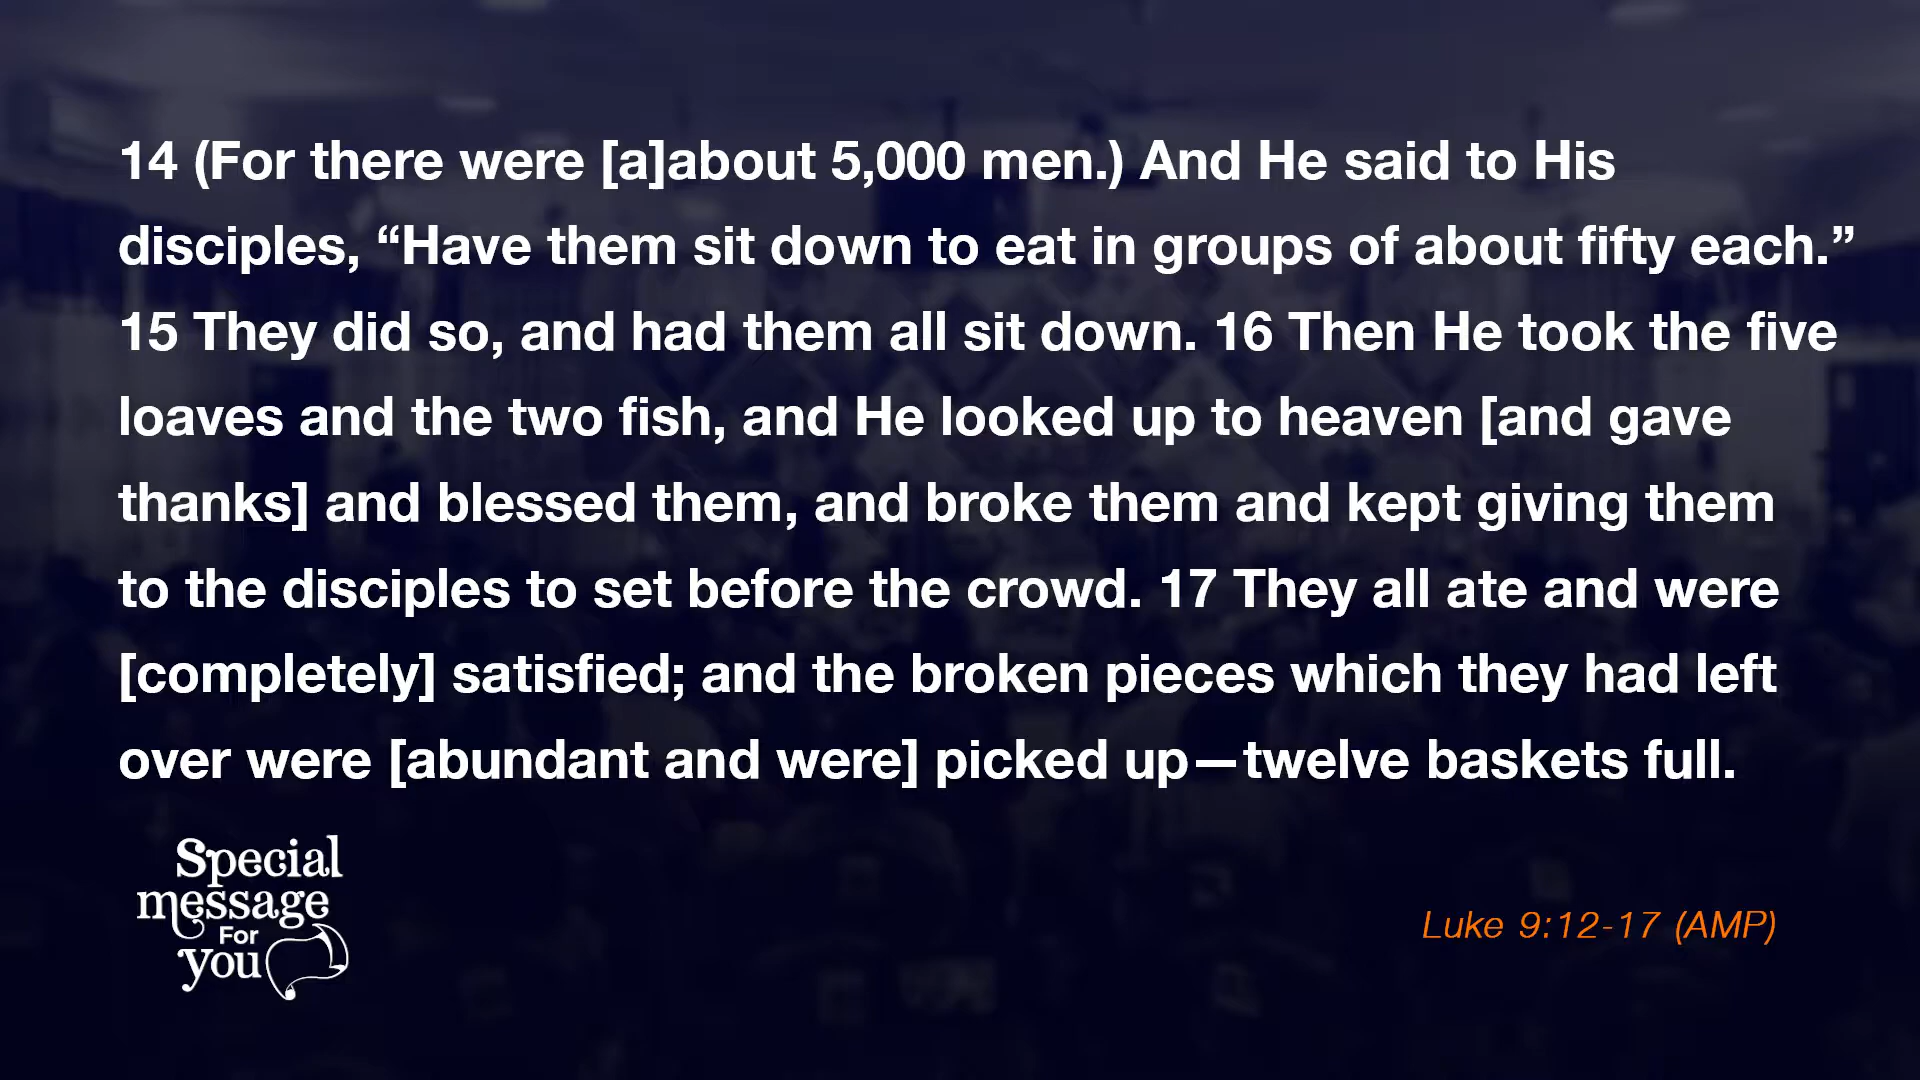 14 (For there were [a]about 5,000 men.) And He said to His
disciples, “Have them sit down to eat in groups of about fifty each.”
15 They did so, and had them all sit down. 16 Then He took the five
loaves and the two fish, and He looked up to heaven [and gave
thanks] and blessed them, and broke them and kept giving them
to the disciples to set before the crowd. 17 They all ate and were
[completely] satisfied; and the broken pieces which they had left
over were [abundant and were] picked up—twelve baskets full.
Special
message
For
you
Luke 9:12-17 (AMP)